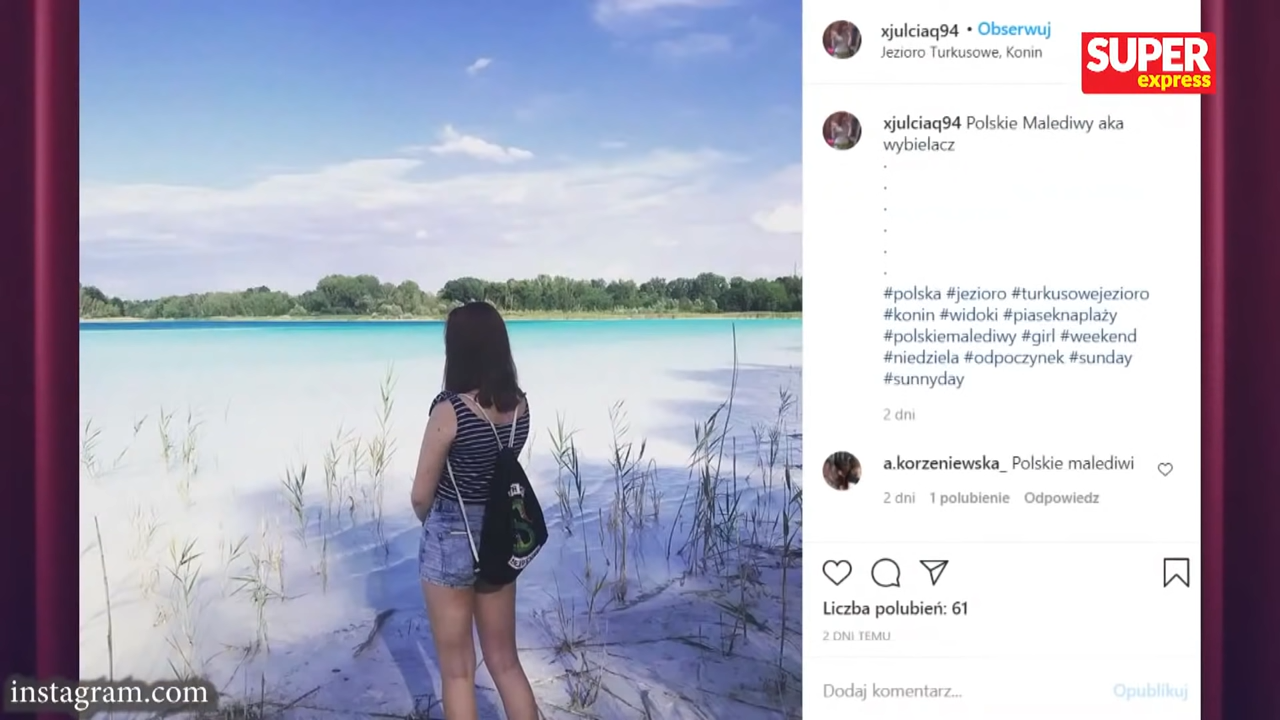 xjulciaq94 • Obserwuj
Jezioro Turkusowe, Konin
SUPER
express
xjulciaq94 Polskie Malediwy aka
wybielacz
.
.
.
.
.
.
#polska #jezioro #turkusowejezioro
#konin #widoki #piaseknaplaży
#polskiemalediwy #girl #weekend
#niedziela #odpoczynek #sunday
#sunnyday
2 dni
a.korzeniewska_ Polskie malediwi
2 dni 1 polubienie Odpowiedz
Liczba polubień: 61
2 DNI TEMU
Dodaj komentarz... Opublikuj
instagram.com